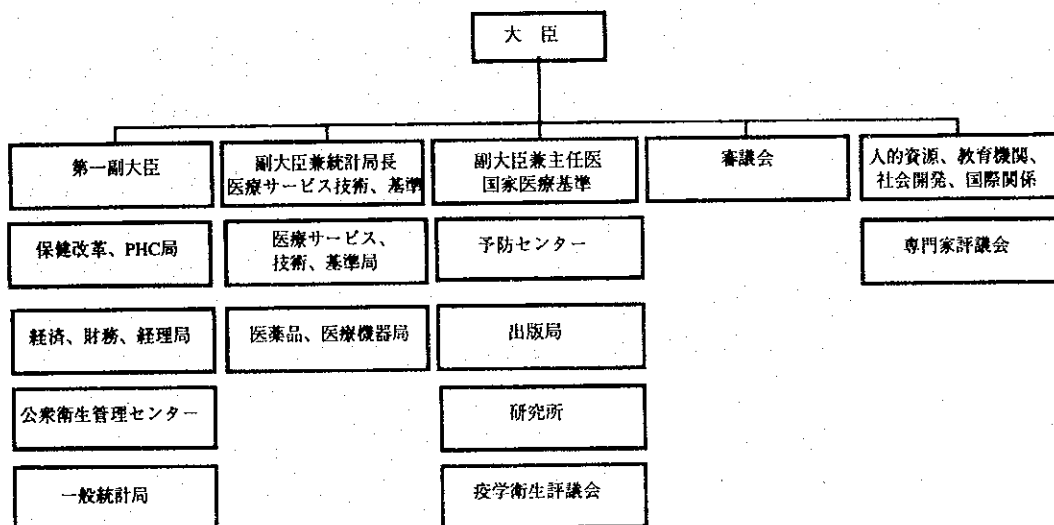 大 臣
第一副大臣
副大臣兼統計局長
医療サービス技術、基準
副大臣兼主任医
国家医療基準
審議会
人的資源、教育機関、
社会開発、国際関係
保健改革、PHC局
医療サービス、
技術、基準局
予防センター
専門家評議会
経済、財務、経理局
医薬品、医療機器局
出版局
公衆衛生管理センター
研究所
一般統計局
疫学衛生評議会